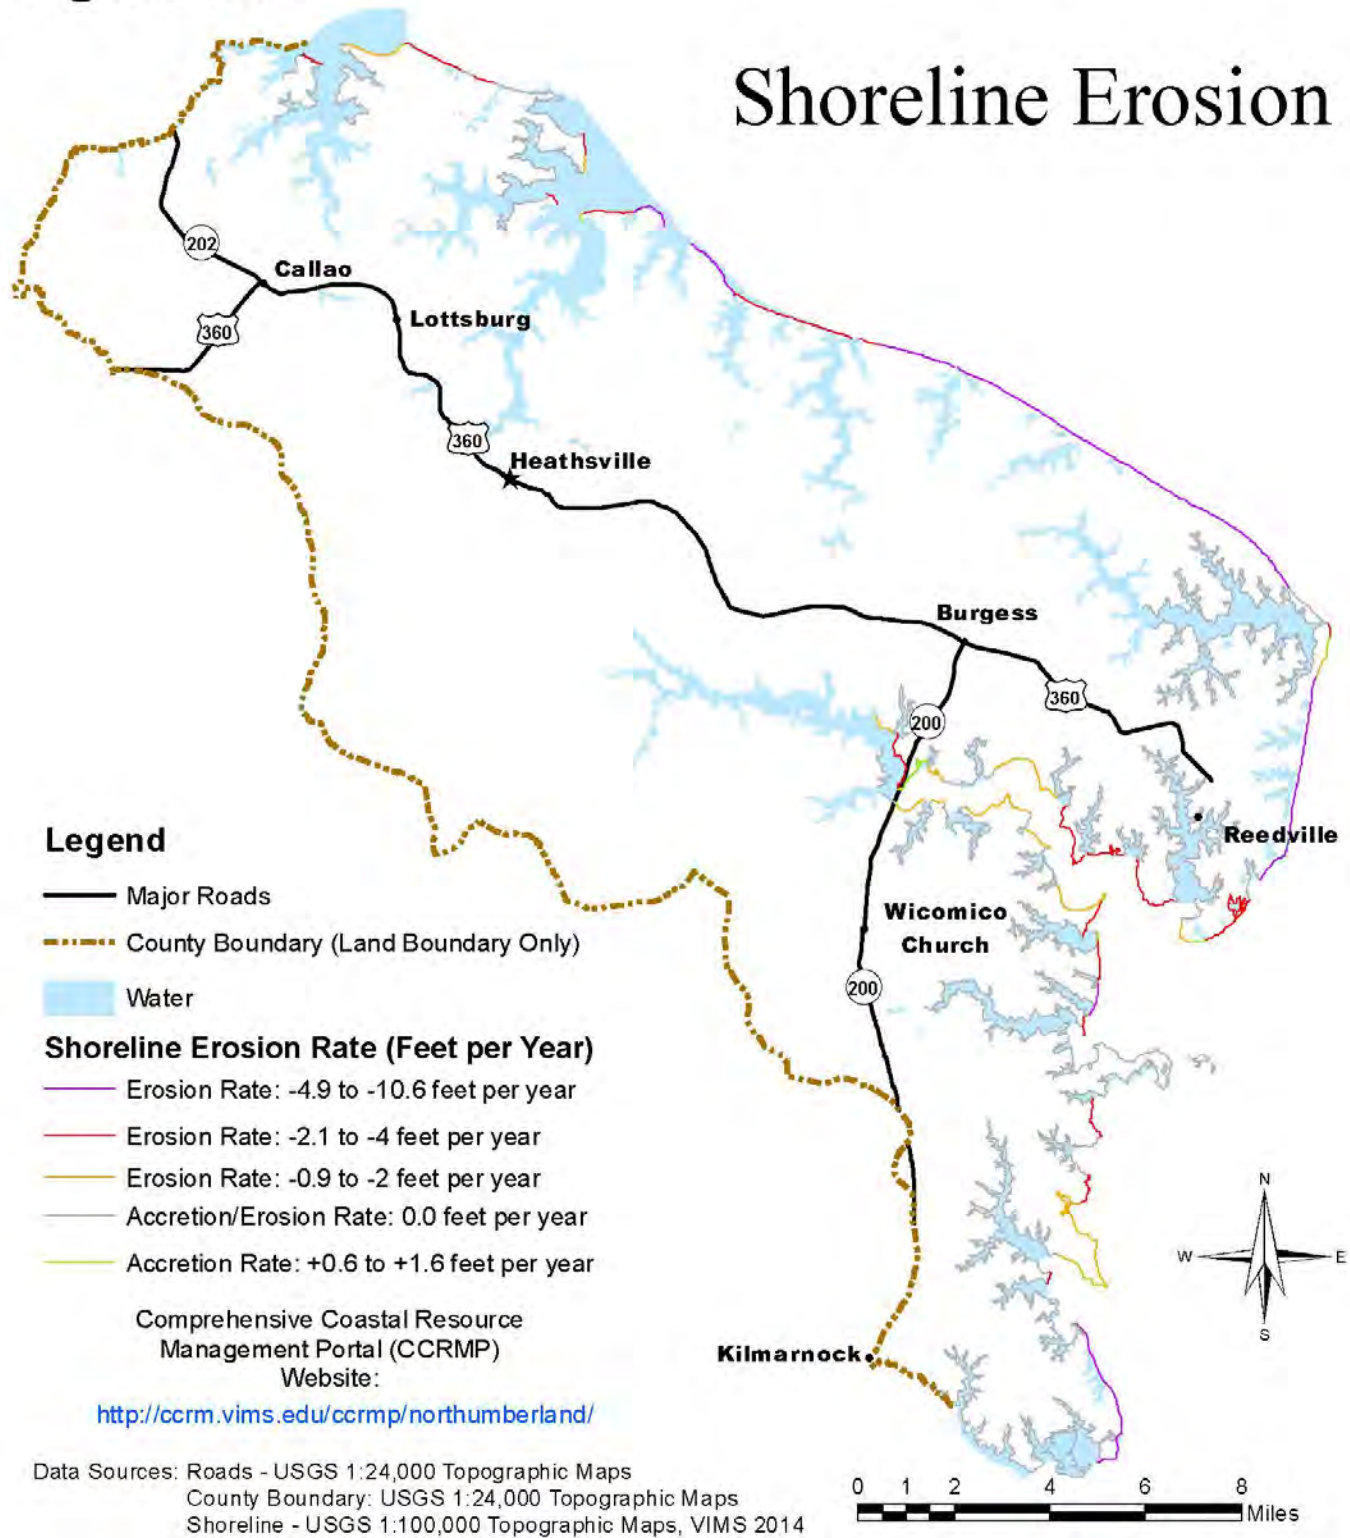 Shoreline Erosion
202
Callao
360
Lottsburg
360
Heathsville
Burgess
360
200
Reedville
Wicomico
Church
200
Kilmarnock
Legend
Major Roads
County Boundary (Land Boundary Only)
Water
Shoreline Erosion Rate (Feet per Year)
Erosion Rate: -4.9 to -10.6 feet per year
Erosion Rate: -2.1 to -4 feet per year
Erosion Rate: -0.9 to -2 feet per year
Accretion/Erosion Rate: 0.0 feet per year
Accretion Rate: +0.6 to +1.6 feet per year
Comprehensive Coastal Resource
Management Portal (CCRMP)
Website:
http://ccrm.vims.edu/ccrmp/northumberland/
Data Sources: Roads - USGS 1:24,000 Topographic Maps
County Boundary: USGS 1:24,000 Topographic Maps
Shoreline - USGS 1:100,000 Topographic Maps, VIMS 2014
N
W E
S
0 1 2 4 6 8
Miles